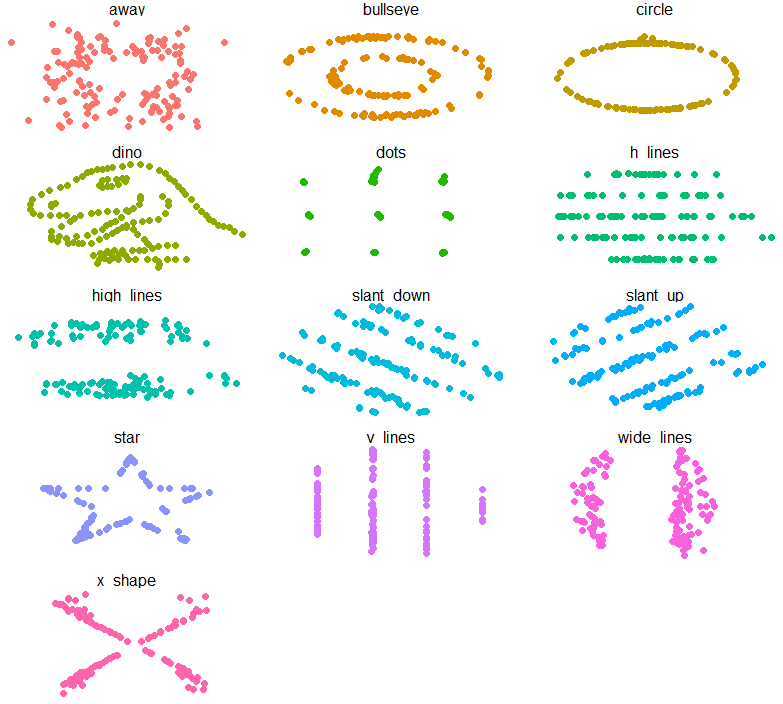 away
bullseye
circle
dino
dots
h_lines
high_lines
slant_down
slant_up
star
v_lines
wide_lines
x_shape